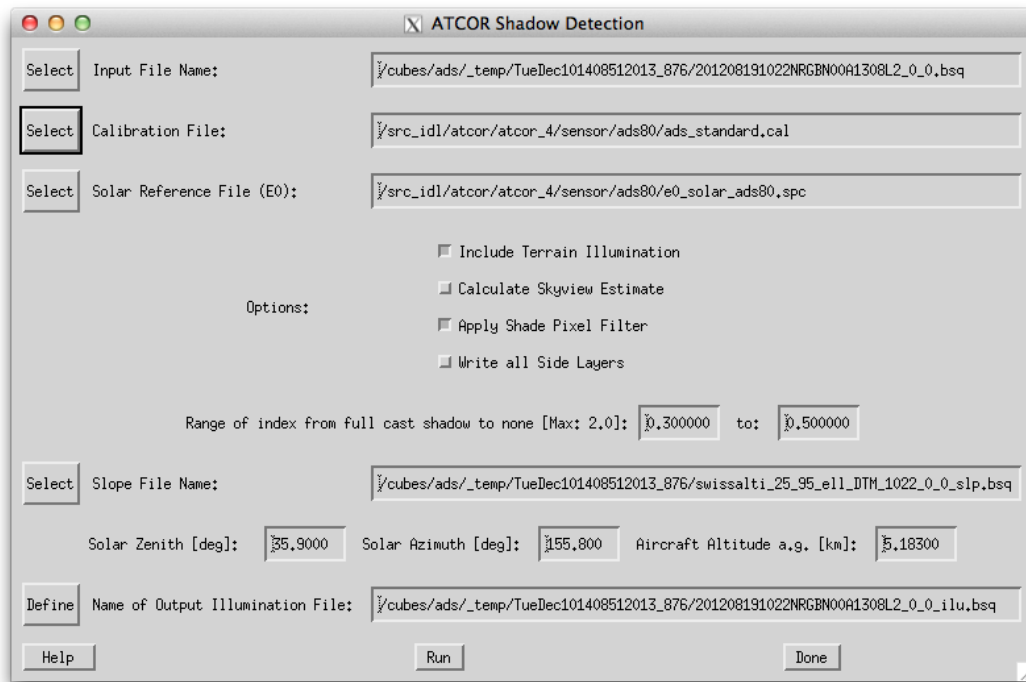 ATCOR Shadow Detection
Select Input File Name: /cubes/ads/_temp/TueDec101408512013_876/201208191022NRGBN00A1308L2_0_0.bsq
Select Calibration File: /src_idl/atcor/atcor_4/sensor/ads80/ads_standard.cal
Select Solar Reference File (E0): /src_idl/atcor/atcor_4/sensor/ads80/e0_solar_ads80.spc
Include Terrain Illumination
Calculate Skyview Estimate
Options:
Apply Shade Pixel Filter
Write all Side Layers
Range of index from full cast shadow to none [Max: 2.0]: 0.300000 to: 0.500000
Select Slope File Name: /cubes/ads/_temp/TueDec101408512013_876/swissalti_25_95_ell_DTM_1022_0_0_slp.bsq
Solar Zenith [deg]: 35.9000 Solar Azimuth [deg]: 155.800 Aircraft Altitude a.g. [km]: 5.18300
Define Name of Output Illumination File: /cubes/ads/_temp/TueDec101408512013_876/201208191022NRGBN00A1308L2_0_0_ilu.bsq
Help Run Done